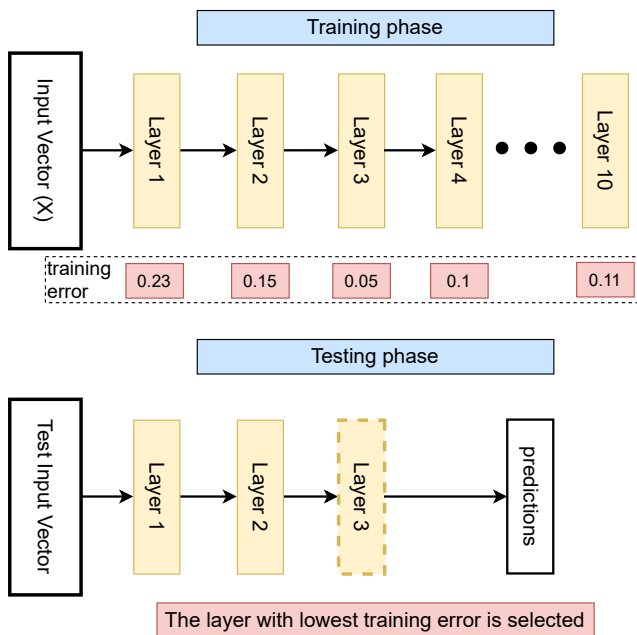 Training phase
Input Vector (X)
Layer 1
Layer 2
Layer 3
Layer 4
Layer 10
training
error
0.23
0.15
0.05
0.1
0.11
Testing phase
Test Input Vector
Layer 1
Layer 2
Layer 3
predictions
The layer with lowest training error is selected